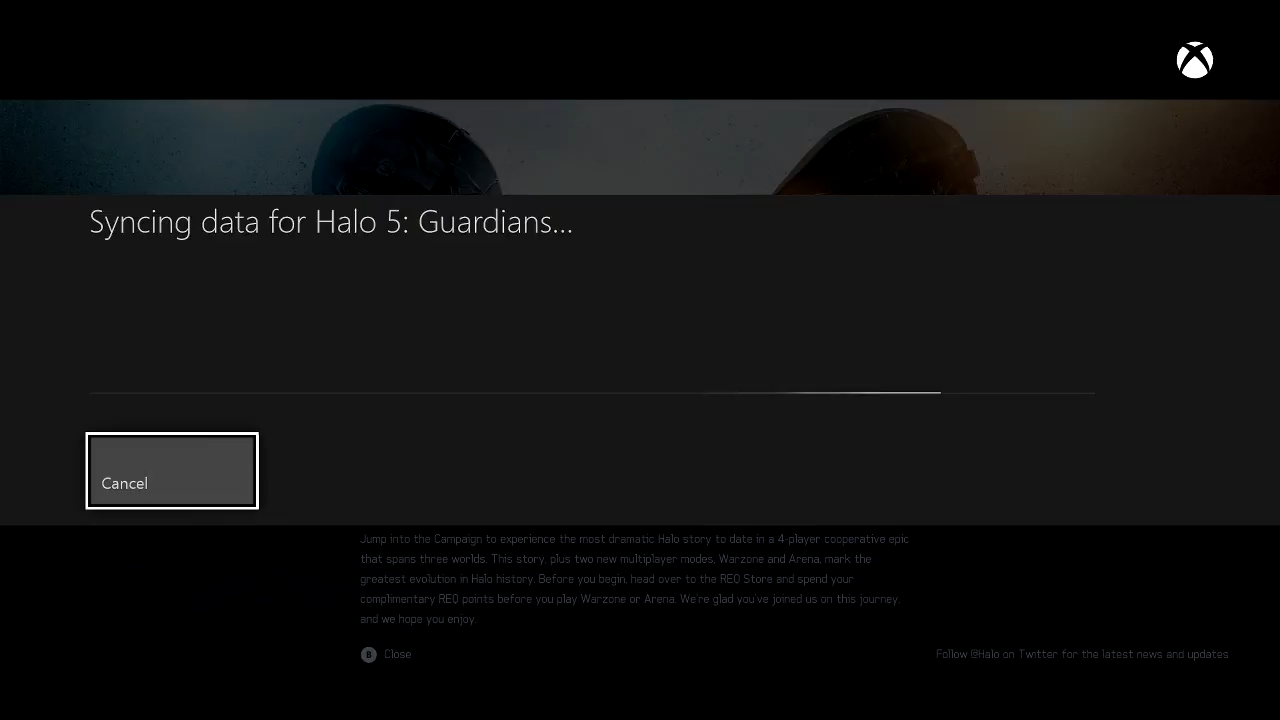 Syncing data for Halo 5: Guardians...
Cancel
Jump into the Campaign to experience the most dramatic Halo story to date in a 4-player cooperative epic
that spans three worlds. This story, plus two new multiplayer modes, Warzone and Arena, mark the
greatest evolution in Halo history. Before you begin, head over to the REQ Store and spend your
complimentary REQ points before you play Warzone or Arena. We're glad you've joined us on this journey,
and we hope you enjoy.
B Close
Follow @Halo on Twitter for the latest news and updates